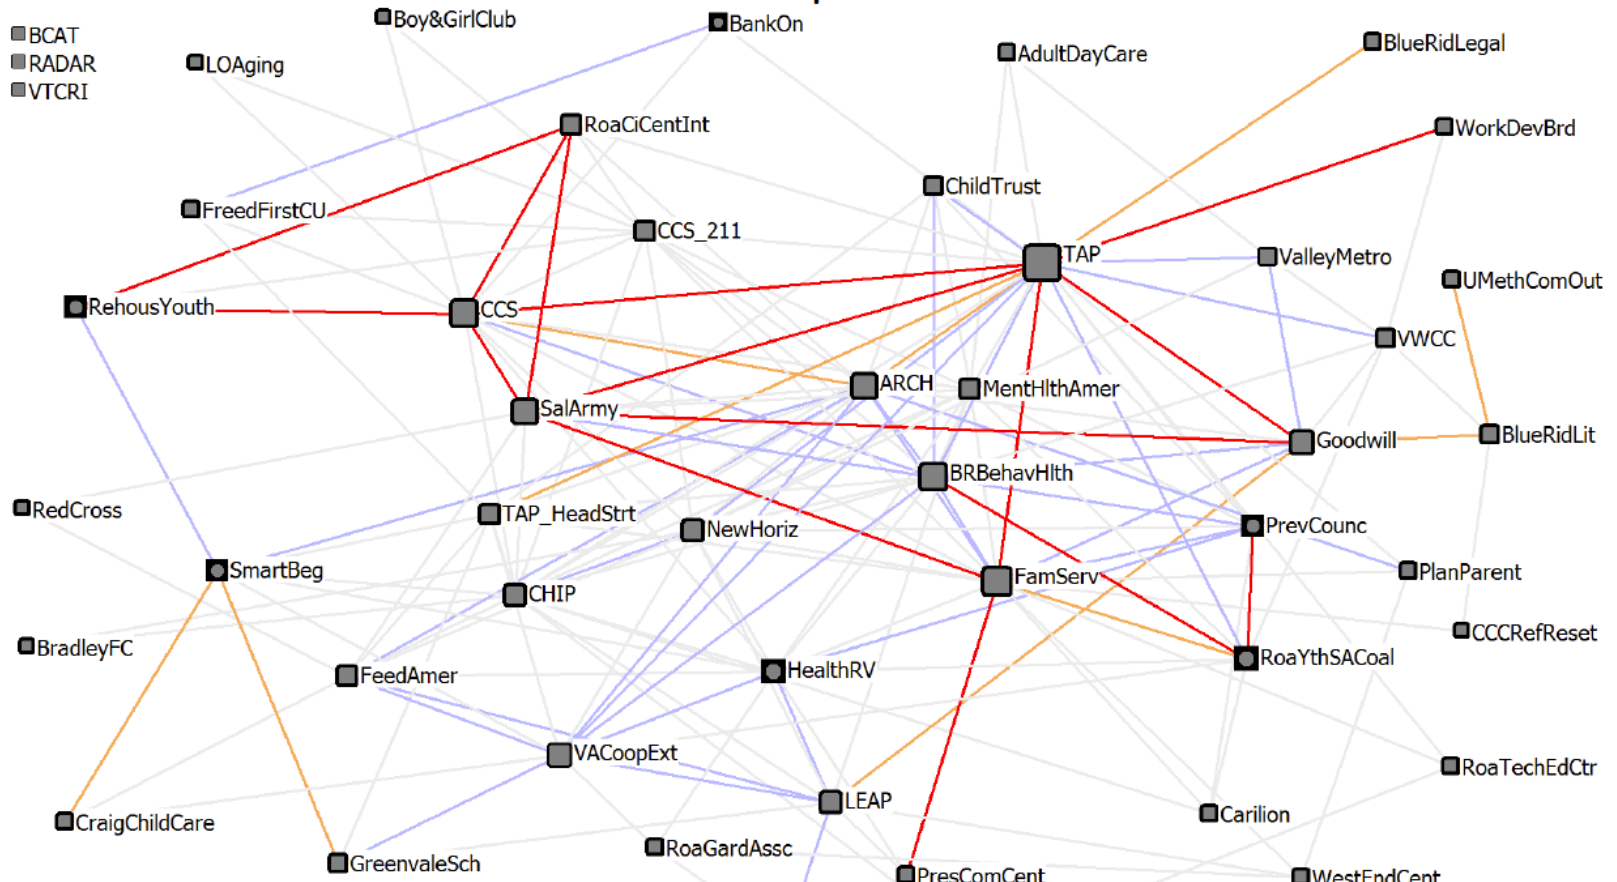 Boy&GirlClub
BankOn
BCAT
RADAR
VTCRI
LOAging
AdultDayCare
BlueRidLegal
RoaCiCentInt
WorkDevBrd
ChildTrust
FreedFirstCU
CCS_211
TAP
ValleyMetro
UMethComOut
RehousYouth
CCS
VWCC
ARCH
MentHlthAmer
SalArmy
Goodwill
BlueRidLit
BRBehavHlth
RedCross
TAP_HeadStrt
NewHoriz
PrevCounc
SmartBeg
FamServ
PlanParent
CHIP
CCCRefReset
BradleyFC
RoaYthSACoal
FeedAmer
HealthRV
VACoopExt
RoaTechEdCtr
LEAP
Carilion
CraigChildCare
RoaGardAssc
GreenvaleSch
PresComCent
WestEndCent